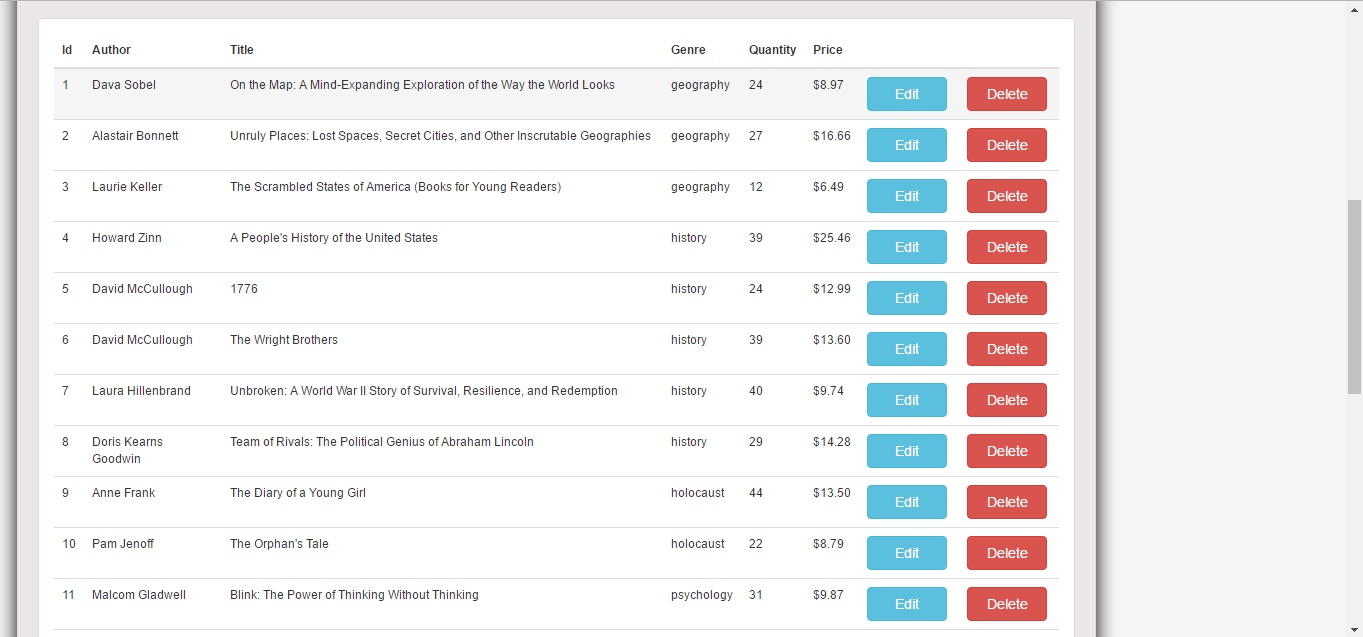 Id Author Title Genre Quantity Price
1 Dava Sobel On the Map: A Mind-Expanding Exploration of the Way the World Looks geography 24 $8.97 Edit Delete
2 Alastair Bonnett Unruly Places: Lost Spaces, Secret Cities, and Other Inscrutable Geographies geography 27 $16.66 Edit Delete
3 Laurie Keller The Scrambled States of America (Books for Young Readers) geography 12 $6.49 Edit Delete
4 Howard Zinn A People's History of the United States history 39 $25.46 Edit Delete
5 David McCullough 1776 history 24 $12.99 Edit Delete
6 David McCullough The Wright Brothers history 39 $13.60 Edit Delete
7 Laura Hillenbrand Unbroken: A World War II Story of Survival, Resilience, and Redemption history 40 $9.74 Edit Delete
8 Doris Kearns Team of Rivals: The Political Genius of Abraham Lincoln history 29 $14.28 Edit Delete
Goodwin
9 Anne Frank The Diary of a Young Girl holocaust 44 $13.50 Edit Delete
10 Pam Jenoff The Orphan's Tale holocaust 22 $8.79 Edit Delete
11 Malcom Gladwell Blink: The Power of Thinking Without Thinking psychology 31 $9.87 Edit Delete